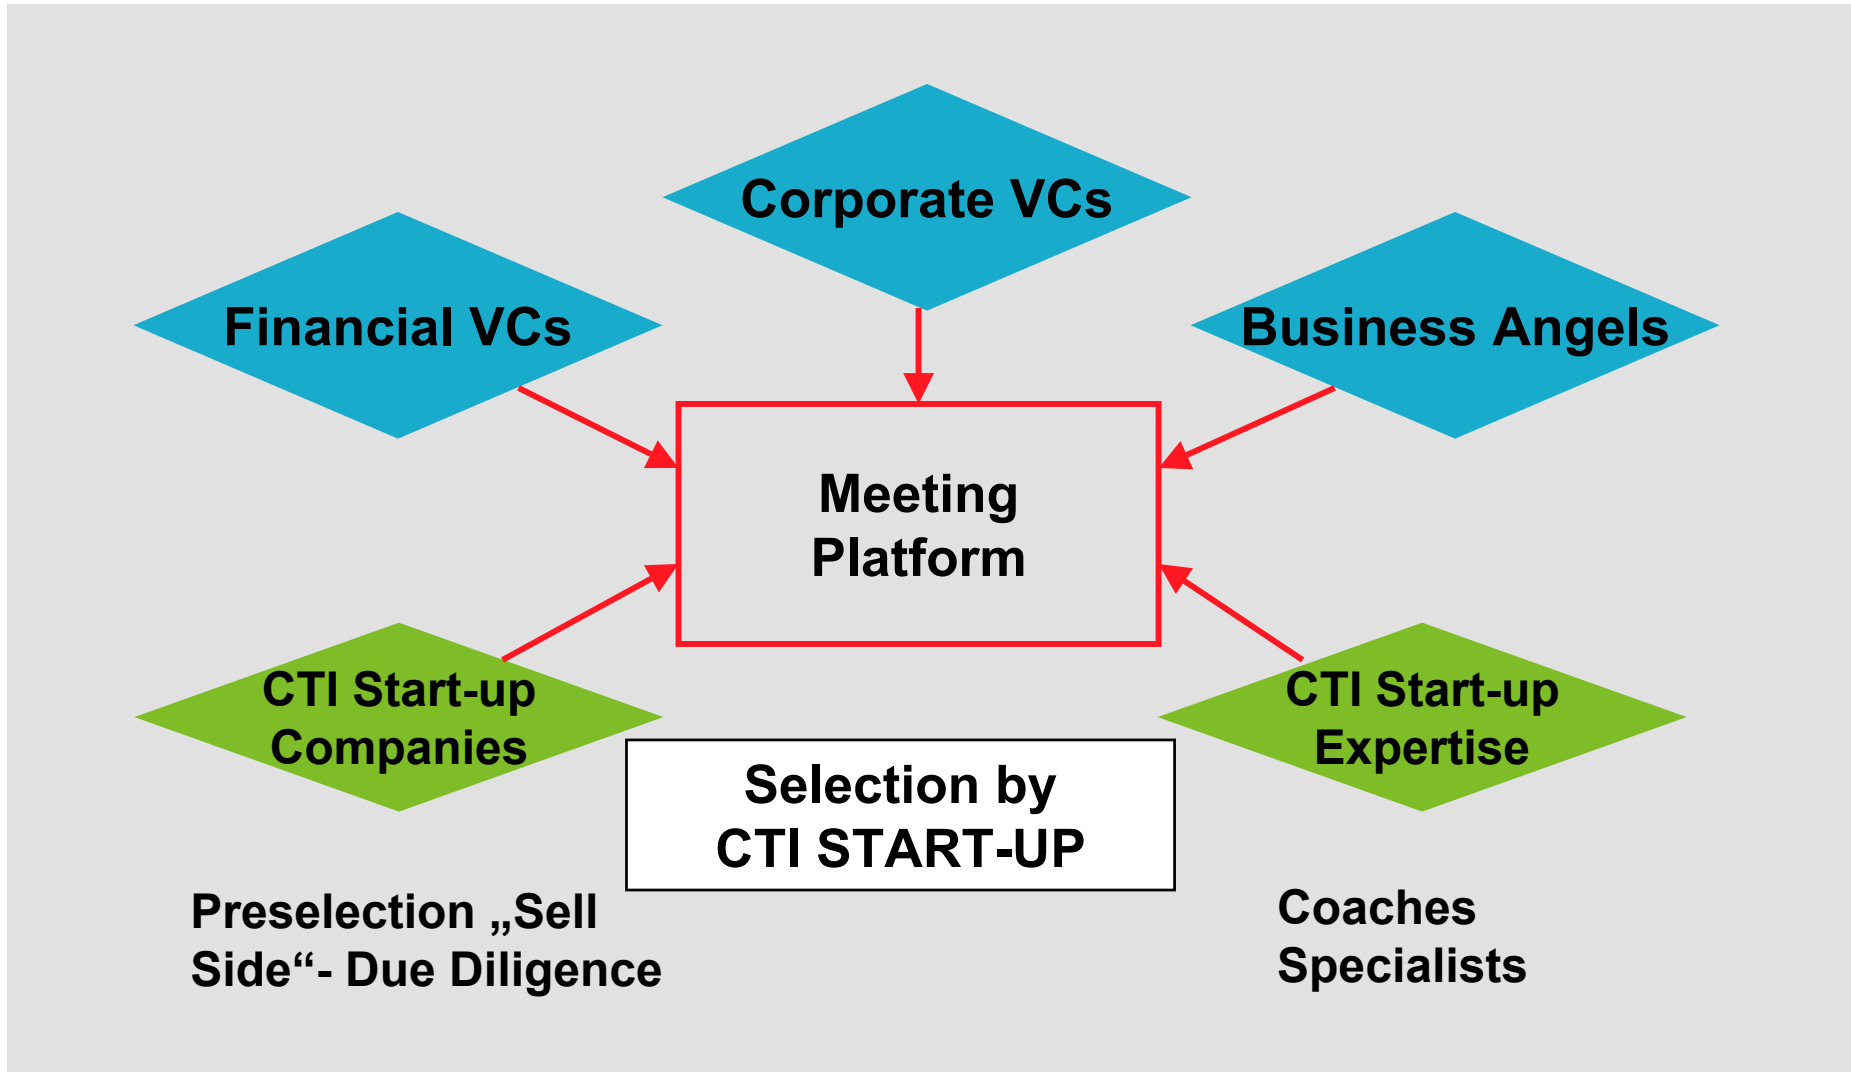 Corporate VCs
Financial VCs
Business Angels
Meeting
Platform
CTI Start-up
Companies
CTI Start-up
Expertise
Selection by
CTI START-UP
Preselection „Sell
Side“- Due Diligence
Coaches
Specialists